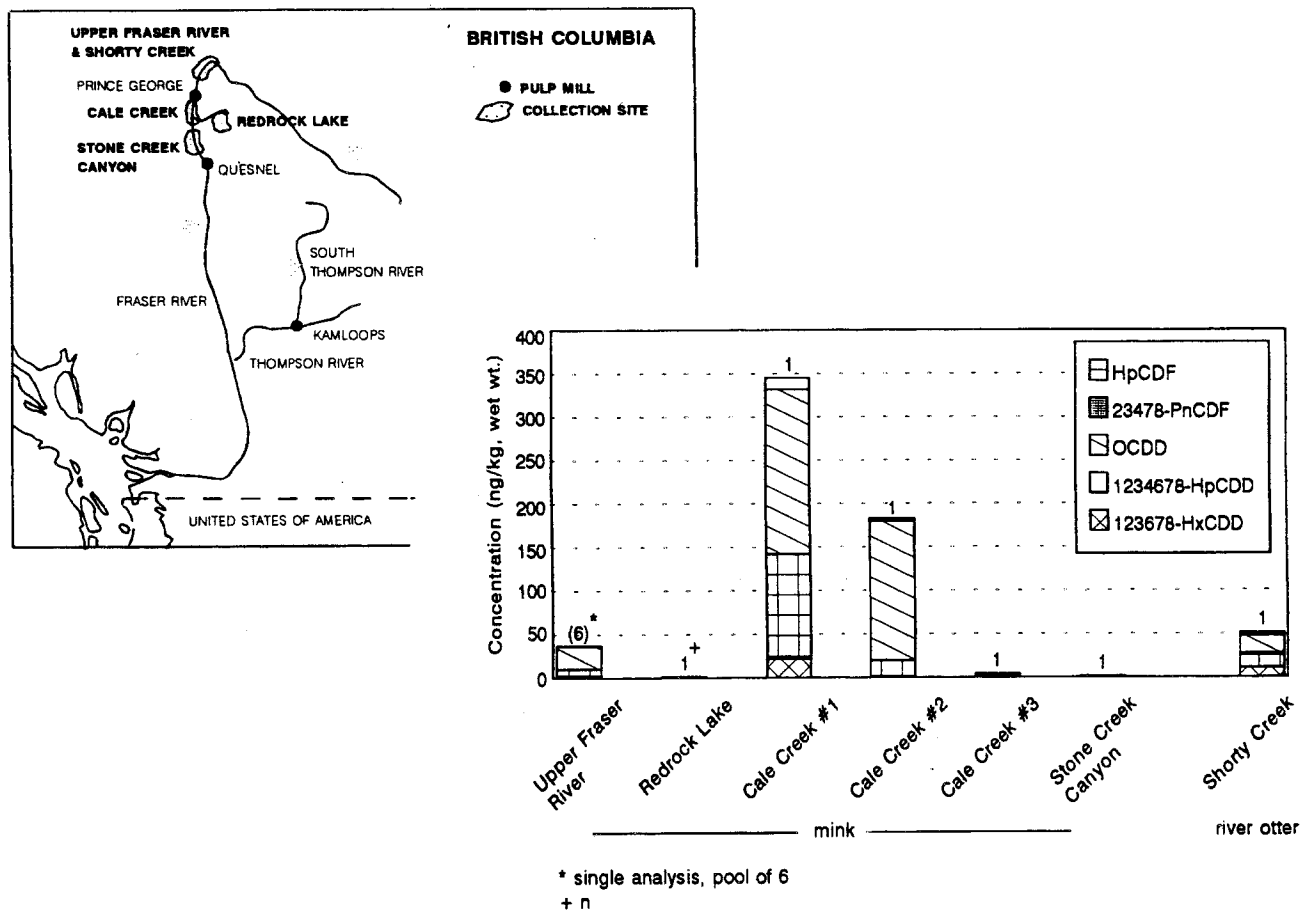 UPPER FRASER RIVER
& SHORTY CREEK
BRITISH COLUMBIA
PRINCE GEORGE
PULP MILL
CALE CREEK
REDROCK LAKE
COLLECTION SITE
STONE CREEK
CANYON
QUESNEL
SOUTH
THOMPSON RIVER
FRASER RIVER
KAMLOOPS
THOMPSON RIVER
UNITED STATES OF AMERICA
Concentration (ng/kg, wet wt.)
400
350
300
250
200
150
100
50
0
(6)*
1+
1
1
1
1
1
HpCDF
23478-PnCDF
OCDD
1234678-HpCDD
123678-HxCDD
Upper Fraser
River
Redrock Lake
Cale Creek #1
Cale Creek #2
Cale Creek #3
Stone Creek
Canyon
Shorty Creek
mink
river otter
* single analysis, pool of 6
+ n